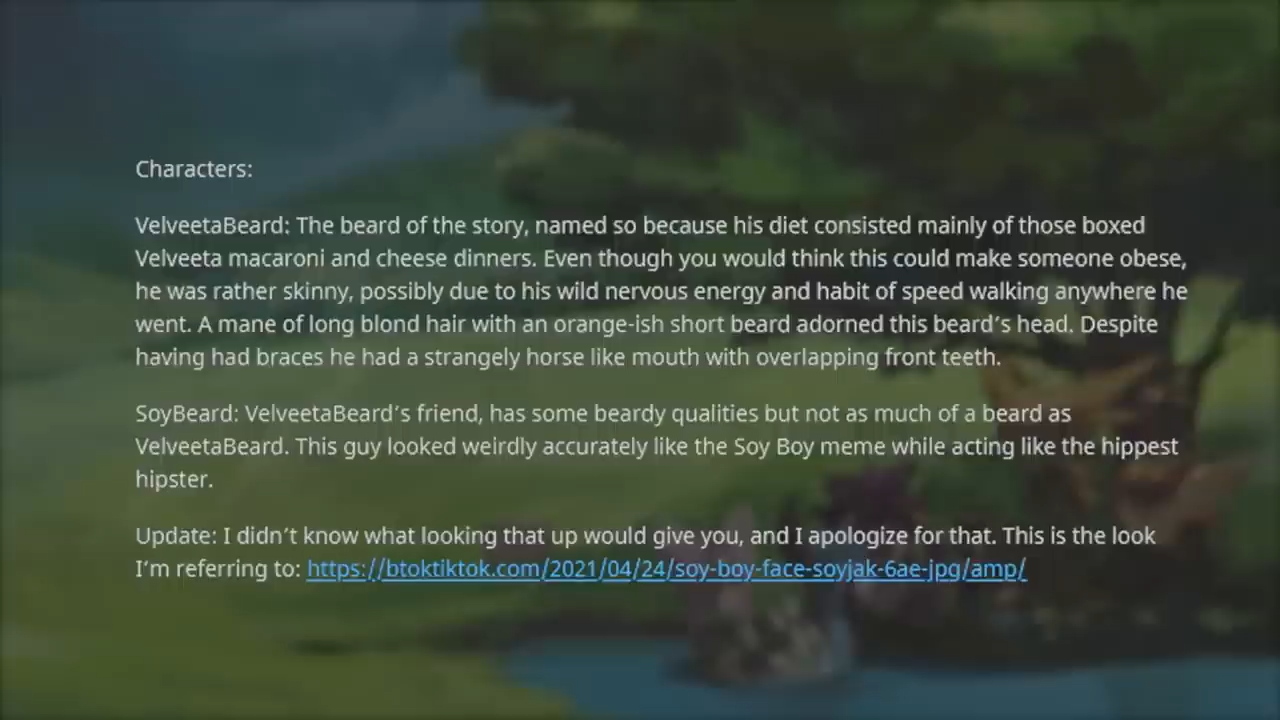 Characters:
VelveetaBeard: The beard of the story, named so because his diet consisted mainly of those boxed
Velveeta macaroni and cheese dinners. Even though you would think this could make someone obese,
he was rather skinny, possibly due to his wild nervous energy and habit of speed walking anywhere he
went. A mane of long blond hair with an orange-ish short beard adorned this beard’s head. Despite
having had braces he had a strangely horse like mouth with overlapping front teeth.
SoyBeard: VelveetaBeard’s friend, has some beardy qualities but not as much of a beard as
VelveetaBeard. This guy looked weirdly accurately like the Soy Boy meme while acting like the hippest
hipster.
Update: I didn’t know what looking that up would give you, and I apologize for that. This is the look
I’m referring to: https://btoktiktok.com/2021/04/24/soy-boy-face-soyjak-6ae-jpg/amp/